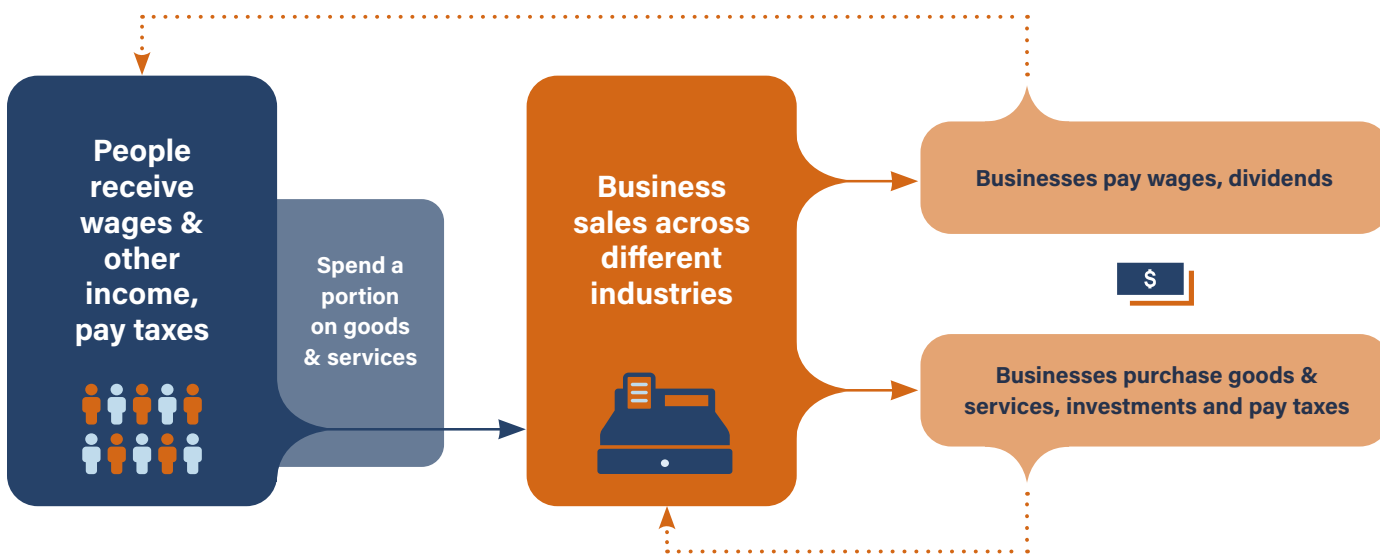 People
receive
wages &
other
income,
pay taxes
Spend a
portion
on goods
& services
Business
sales across
different
industries
Businesses pay wages, dividends
$
Businesses purchase goods &
services, investments and pay taxes